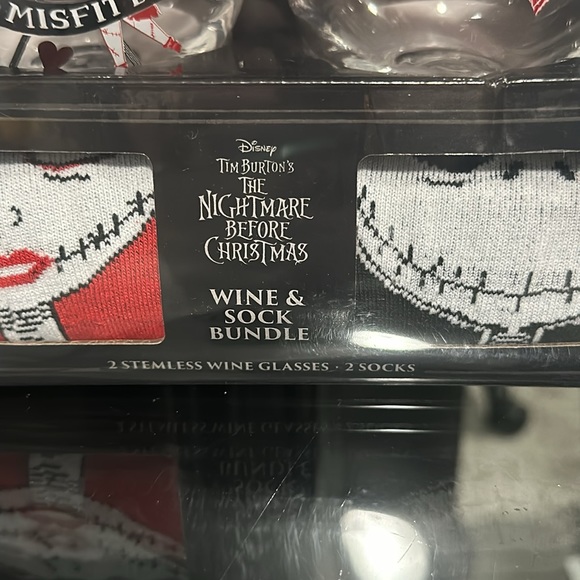 MISFIT
Disney
TIM BURTON'S
THE
NIGHTMARE
BEFORE
CHRISTMAS
WINE &
SOCK
BUNDLE
2 STEMLESS WINE GLASSES · 2 SOCKS